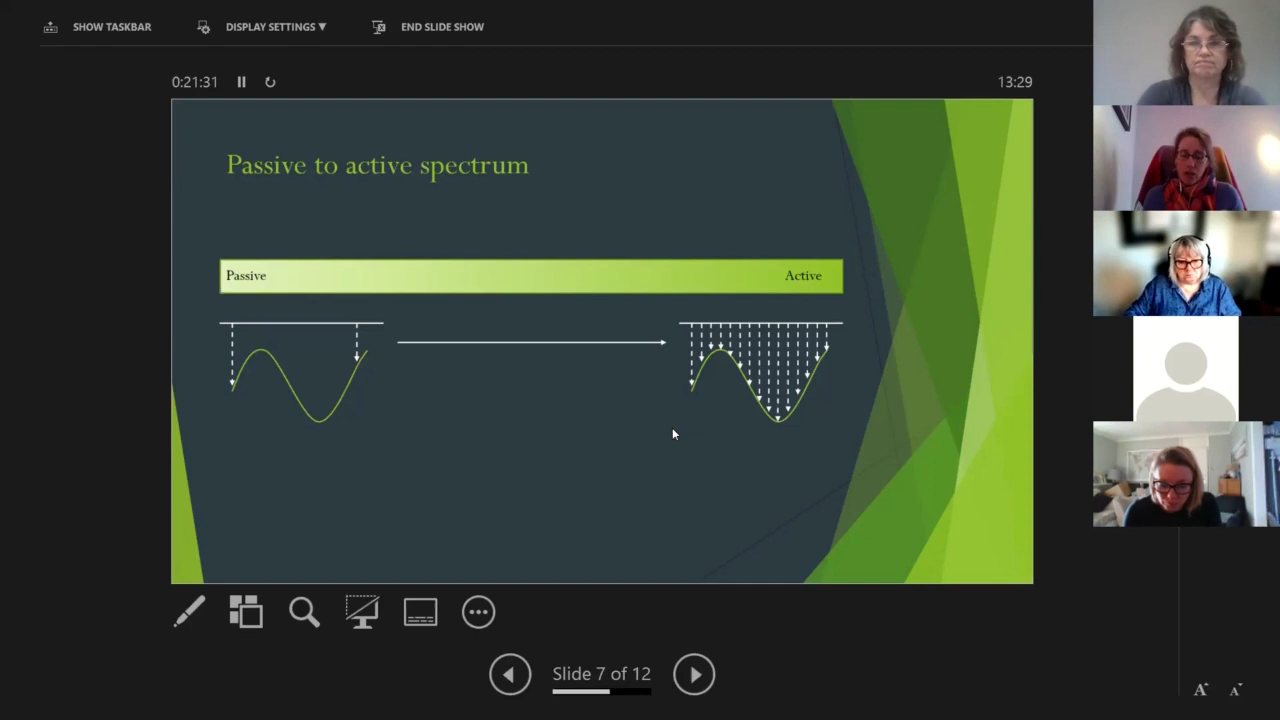 SHOW TASKBAR
DISPLAY SETTINGS ▼
END SLIDE SHOW
0:21:31
13:29
Passive to active spectrum
Passive
Active
Slide 7 of 12
A
A